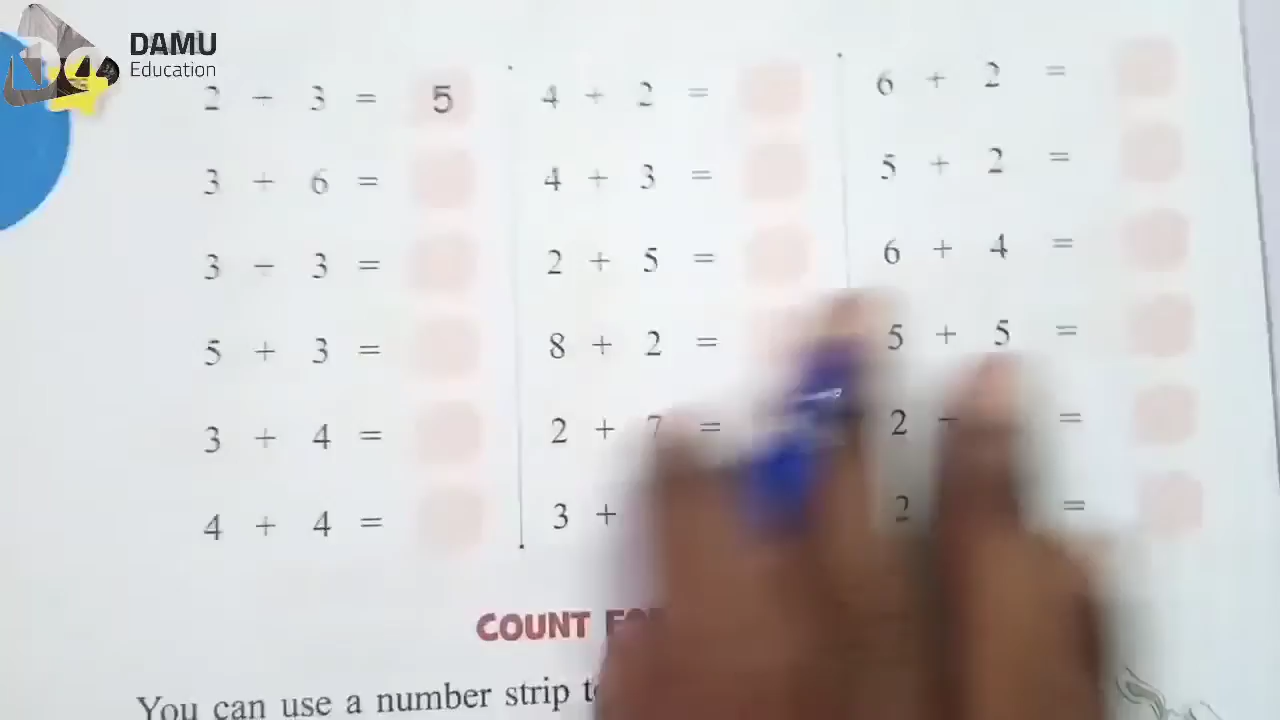 DAMU
Education
2 + 3 = 5
3 + 6 =
3 + 3 =
5 + 3 =
3 + 4 =
4 + 4 =
4 + 2 =
4 + 3 =
2 + 5 =
8 + 2 =
2 + 7 =
3 +
6 + 2 =
5 + 2 =
6 + 4 =
5 + 5 =
2 =
2 =
COUNT
You can use a number strip